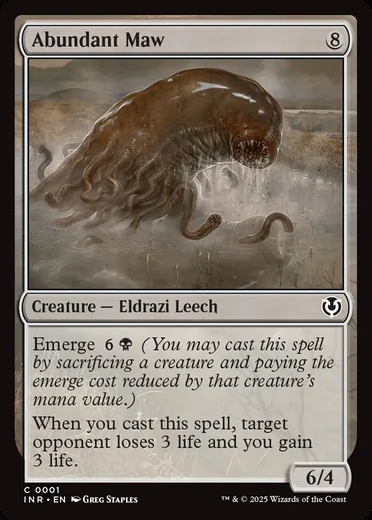 Abundant Maw 8
Creature — Eldrazi Leech
Emerge 6 (You may cast this spell
by sacrificing a creature and paying the
emerge cost reduced by that creature's
mana value.)
When you cast this spell, target
opponent loses 3 life and you gain
3 life.
6/4
C 0001
INR • EN Greg Staples
™ & © 2025 Wizards of the Coast